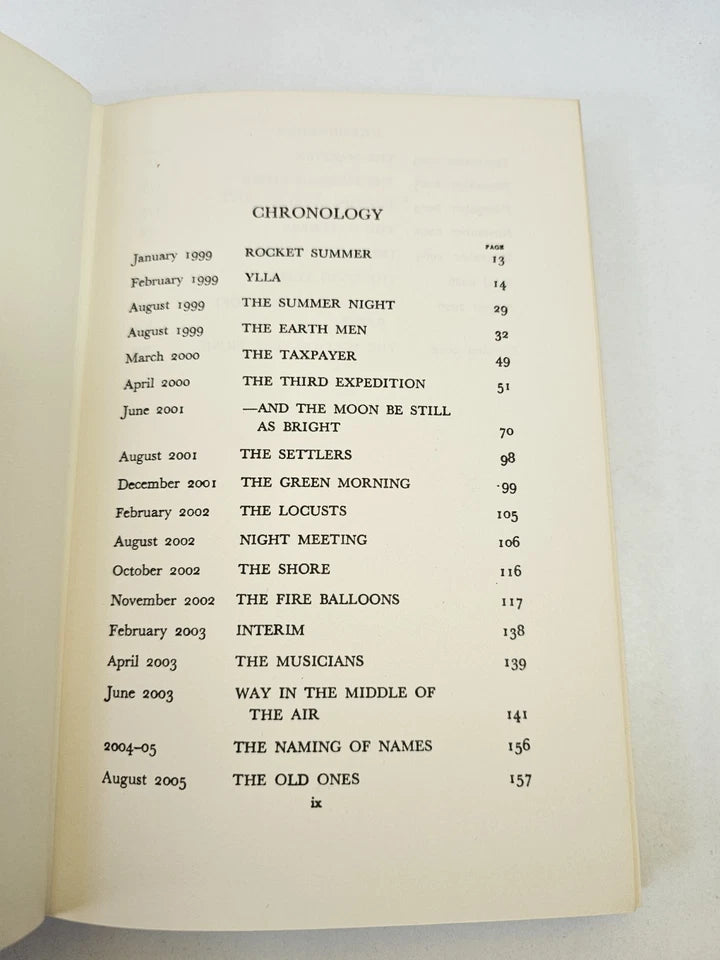 CHRONOLOGY
PAGE
January 1999 ROCKET SUMMER 13
February 1999 YLLA 14
August 1999 THE SUMMER NIGHT 29
August 1999 THE EARTH MEN 32
March 2000 THE TAXPAYER 49
April 2000 THE THIRD EXPEDITION 51
June 2001 —AND THE MOON BE STILL
AS BRIGHT 70
August 2001 THE SETTLERS 98
December 2001 THE GREEN MORNING 99
February 2002 THE LOCUSTS 105
August 2002 NIGHT MEETING 106
October 2002 THE SHORE 116
November 2002 THE FIRE BALLOONS 117
February 2003 INTERIM 138
April 2003 THE MUSICIANS 139
June 2003 WAY IN THE MIDDLE OF
THE AIR 141
2004–05 THE NAMING OF NAMES 156
August 2005 THE OLD ONES 157
ix